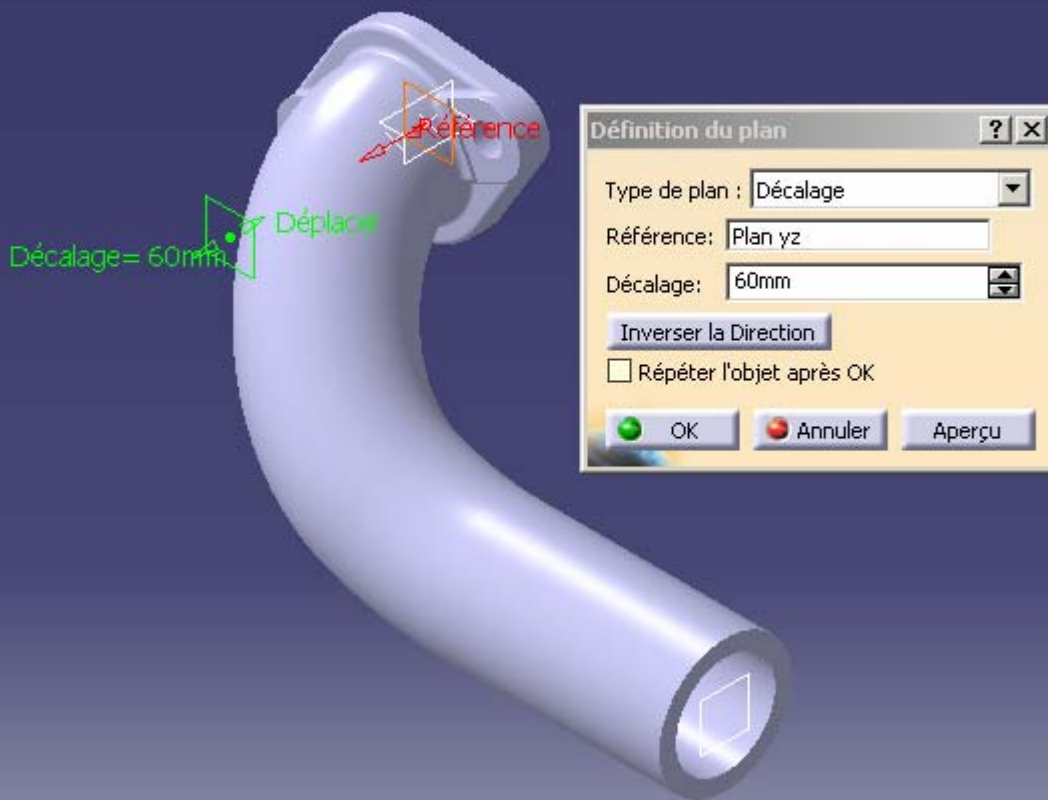 Référence
Déplacer
Décalage= 60mm
Définition du plan
Type de plan : Décalage
Référence: Plan yz
Décalage: 60mm
Inverser la Direction
Répéter l'objet après OK
OK Annuler Aperçu